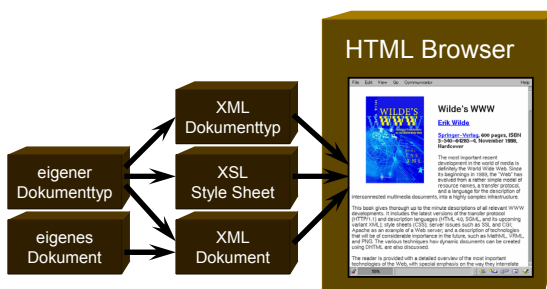 HTML Browser
File Edit View Go Communicator Help
WILDE'S
WWW
Wilde's WWW
Erik Wilde
Springer-Verlag, 600 pages, ISBN
3-540-64285-4, November 1998,
Hardcover
The most important recent
development in the world of media is
definitely the World Wide Web. Since
its beginnings in 1989, the "Web" has
evolved from a rather simple model of
resource names, a transfer protocol,
and a language for the description of
interconnected multimedia documents, into a highly complex infrastructure.
This book gives thorough up to the minute descriptions of all relevant WWW
developments. It includes the latest versions of the transfer protocol
(HTTP/1.1) and description languages (HTML 4.0, SGML, and its upcoming
variant XML); style sheets (CSS), server issues such as SSL and CGI;
Apache as an example of a Web server; and a description of technologies
that will be of considerable importance in the future, such as MathML, VRML,
and PNG. The various techniques how dynamic documents can be created
using DHTML are also discussed.
The reader is provided with a detailed overview of the most important
technologies of the Web, with special emphasis on the way they interrelate
XML
Dokumenttyp
eigener
Dokumenttyp
XSL
Style Sheet
eigenes
Dokument
XML
Dokument